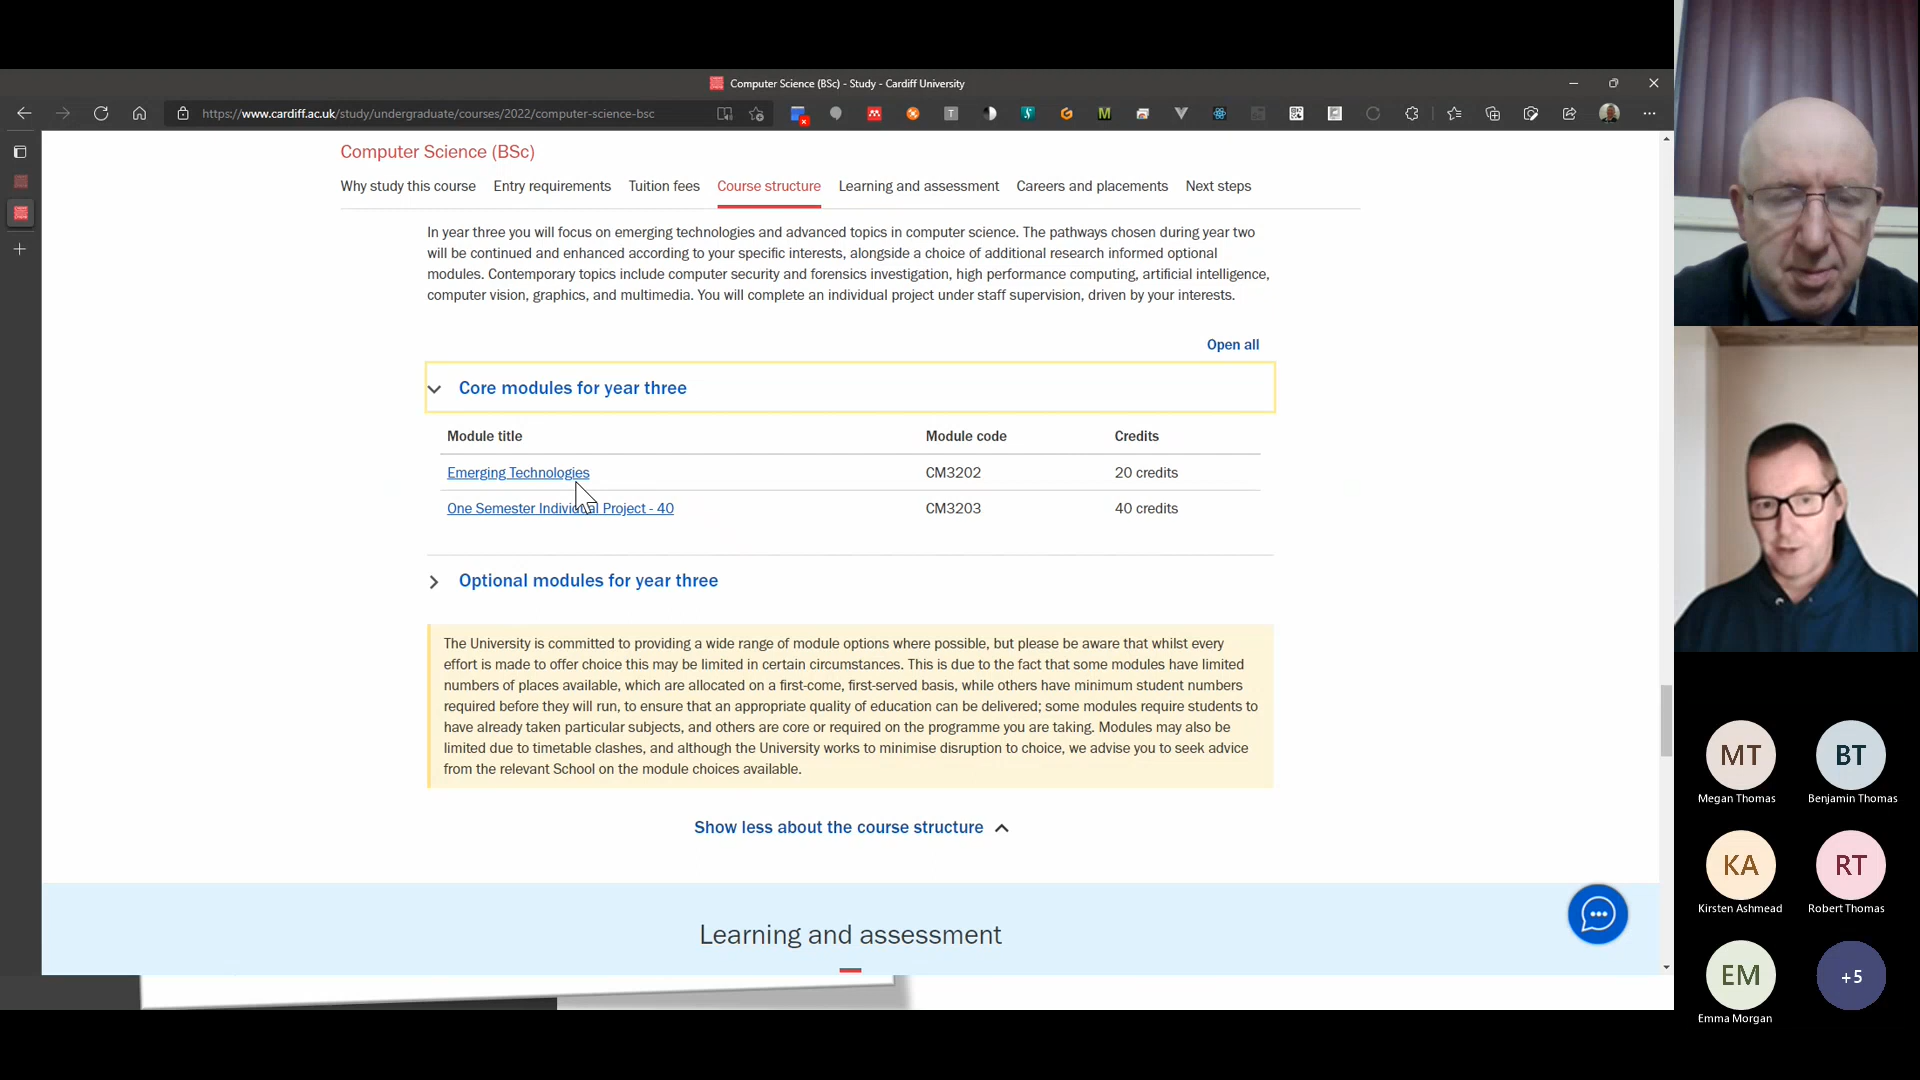 Computer Science (BSc) - Study - Cardiff University
https://www.cardiff.ac.uk/study/undergraduate/courses/2022/computer-science-bsc
Computer Science (BSc)
Why study this course Entry requirements Tuition fees Course structure Learning and assessment Careers and placements Next steps
In year three you will focus on emerging technologies and advanced topics in computer science. The pathways chosen during year two
will be continued and enhanced according to your specific interests, alongside a choice of additional research informed optional
modules. Contemporary topics include computer security and forensics investigation, high performance computing, artificial intelligence,
computer vision, graphics, and multimedia. You will complete an individual project under staff supervision, driven by your interests.
Open all
Core modules for year three
Module title Module code Credits
Emerging Technologies CM3202 20 credits
One Semester Individual Project - 40 CM3203 40 credits
Optional modules for year three
The University is committed to providing a wide range of module options where possible, but please be aware that whilst every
effort is made to offer choice this may be limited in certain circumstances. This is due to the fact that some modules have limited
numbers of places available, which are allocated on a first-come, first-served basis, while others have minimum student numbers
required before they will run, to ensure that an appropriate quality of education can be delivered; some modules require students to
have already taken particular subjects, and others are core or required on the programme you are taking. Modules may also be
limited due to timetable clashes, and although the University works to minimise disruption to choice, we advise you to seek advice
from the relevant School on the module choices available.
Show less about the course structure
Learning and assessment
MT BT
Megan Thomas Benjamin Thomas
KA RT
Kirsten Ashmead Robert Thomas
EM +5
Emma Morgan